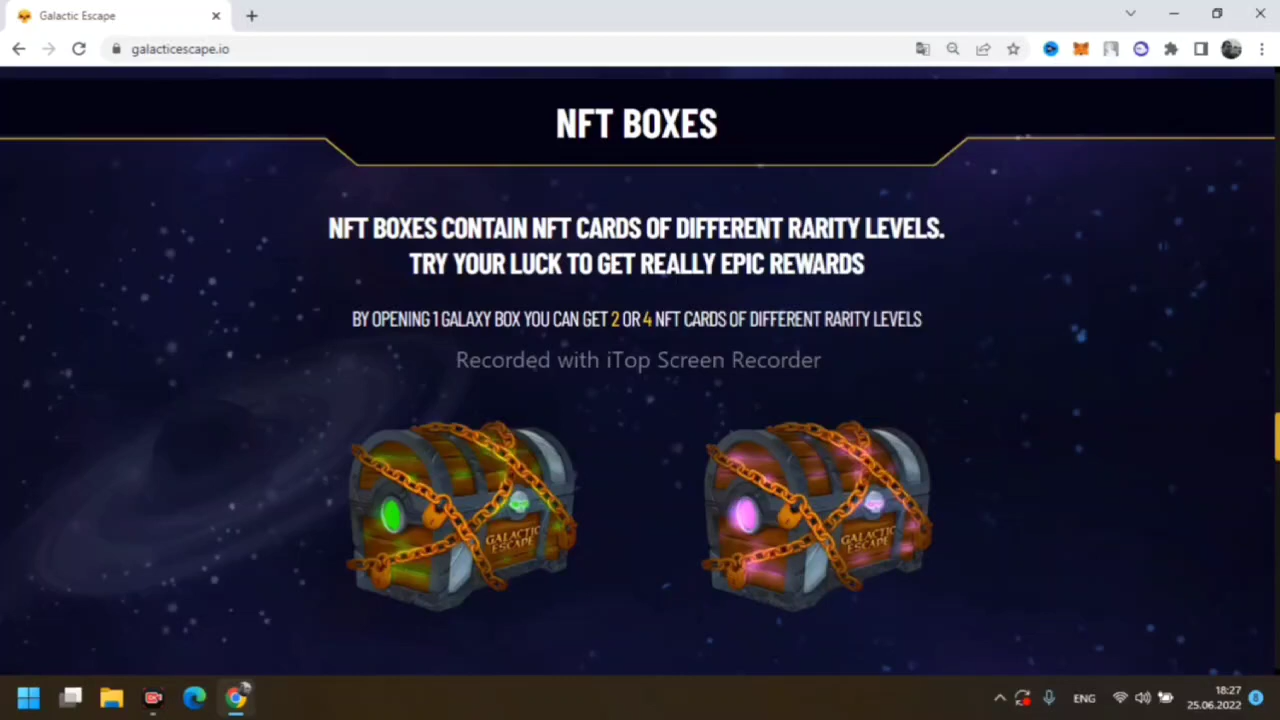 Galactic Escape
galacticescape.io
NFT BOXES
NFT BOXES CONTAIN NFT CARDS OF DIFFERENT RARITY LEVELS.
TRY YOUR LUCK TO GET REALLY EPIC REWARDS
BY OPENING 1 GALAXY BOX YOU CAN GET 2 OR 4 NFT CARDS OF DIFFERENT RARITY LEVELS
Recorded with iTop Screen Recorder
GALACTIC
ESCAPE
GALACTIC
ESCAPE
ENG
18:27
25.06.2022
8